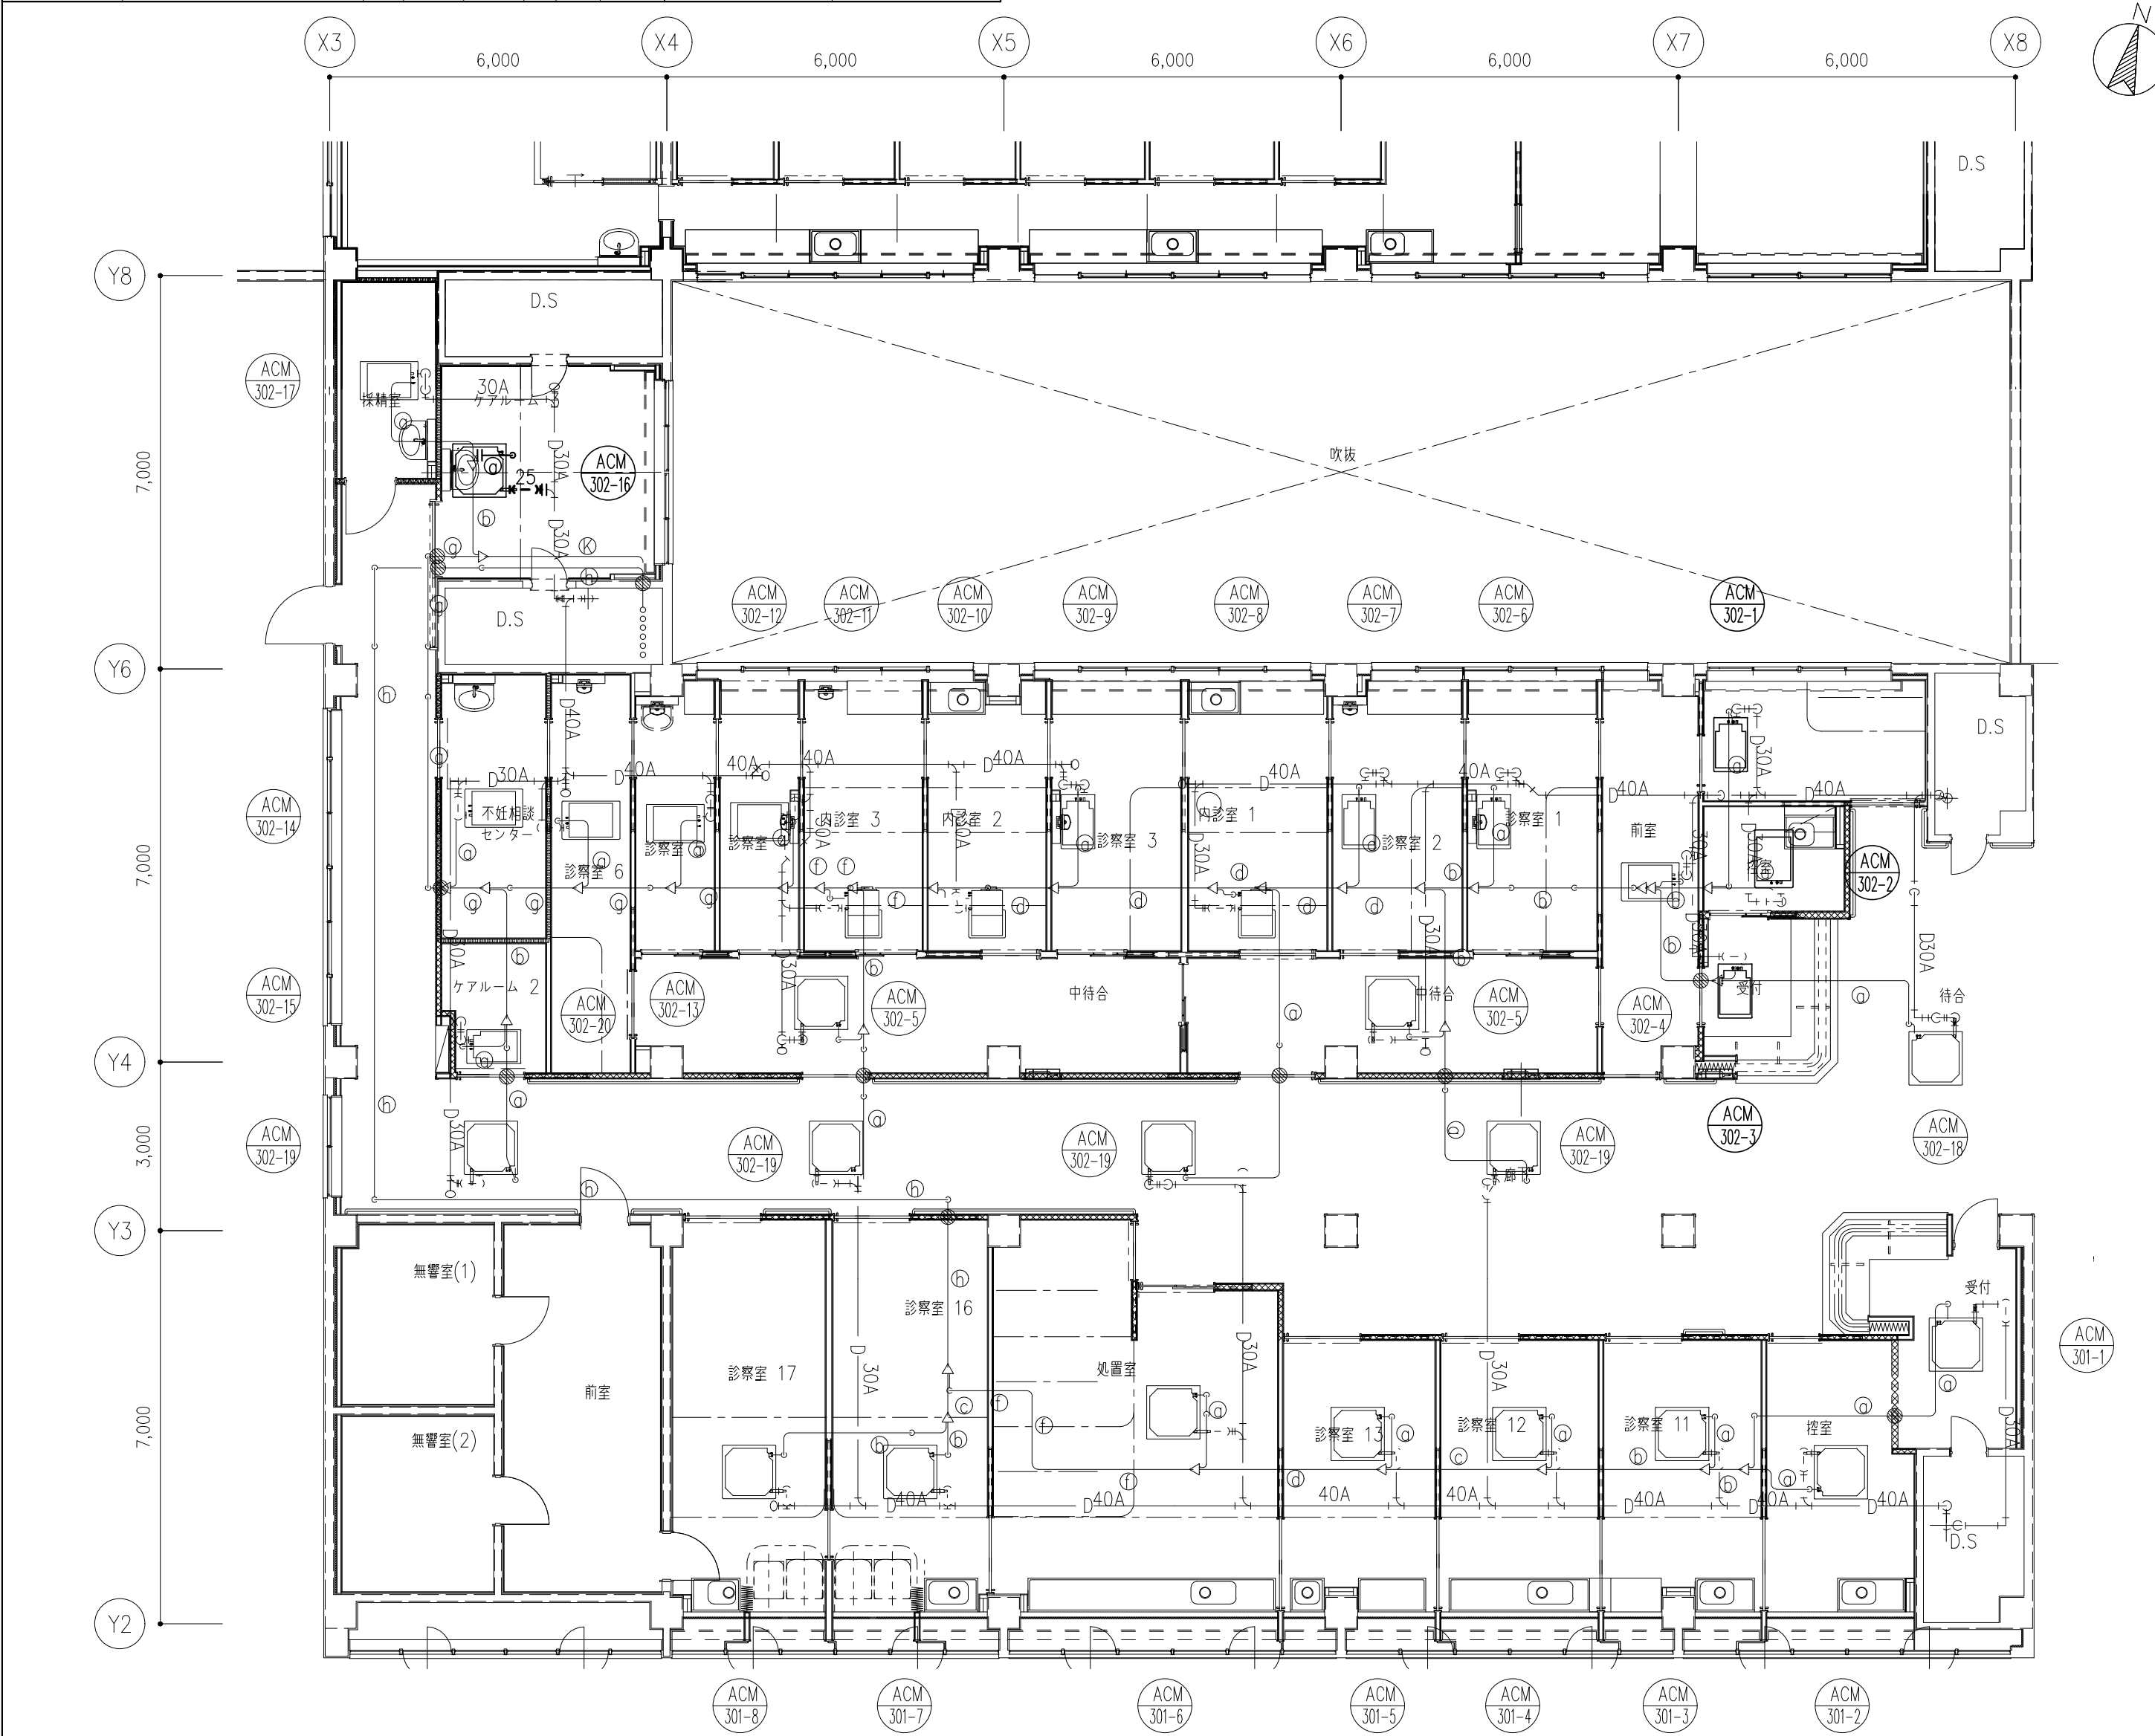 N
X3
X4
X5
X6
X7
X8
6,000
6,000
6,000
6,000
6,000
D.S
Y8
D.S
ACM
302-17
採精室
30A
ケアルーム 3
a
D30A
a
25
ACM
302-16
吹抜
7,000
b
D30A
g
K
h
g
D.S
ACM
302-12
ACM
302-11
ACM
302-10
ACM
302-9
ACM
302-8
ACM
302-7
ACM
302-6
ACM
302-1
Y6
h
D40A
D.S
g
D30A
D40A
40A
40A
D40A
D40A
40A
D40A
D40A
D30A
a
ACM
302-14
不妊相談
センター
診察室 6
内診室 3
内診室 2
診察室 3
内診室 1
診察室 2
診察室 1
前室
30A
30A
D30A
30A
D30A
ACM
302-2
7,000
a
a
a
a
a
d
a
f
f
d
b
g
g
g
g
f
d
d
d
d
b
b
D30A
b
b
b
b
D30A
D30A
D30A
ACM
302-15
ケアルーム 2
ACM
302-20
ACM
302-13
ACM
302-5
中待合
a
中待合
ACM
302-5
ACM
302-4
受付
a
待合
Y4
a
h
a
a
a
D30A
ACM
302-19
ACM
302-19
ACM
302-19
ACM
302-19
ACM
302-3
ACM
302-18
3,000
廊下
h
h
Y3
無響室(1)
h
診察室 16
受付
ACM
301-1
診察室 17
D 30A
処置室
D30A
D 30A
前室
a
7,000
無響室(2)
c
f
f
a
診察室 13
a
診察室 12
a
診察室 11
a
a
控室
D30A
b
b
f
d
c
b
b
a
D40A
D40A
40A
40A
D40A
D40A
D40A
D.S
Y2
ACM
301-8
ACM
301-7
ACM
301-6
ACM
301-5
ACM
301-4
ACM
301-3
ACM
301-2